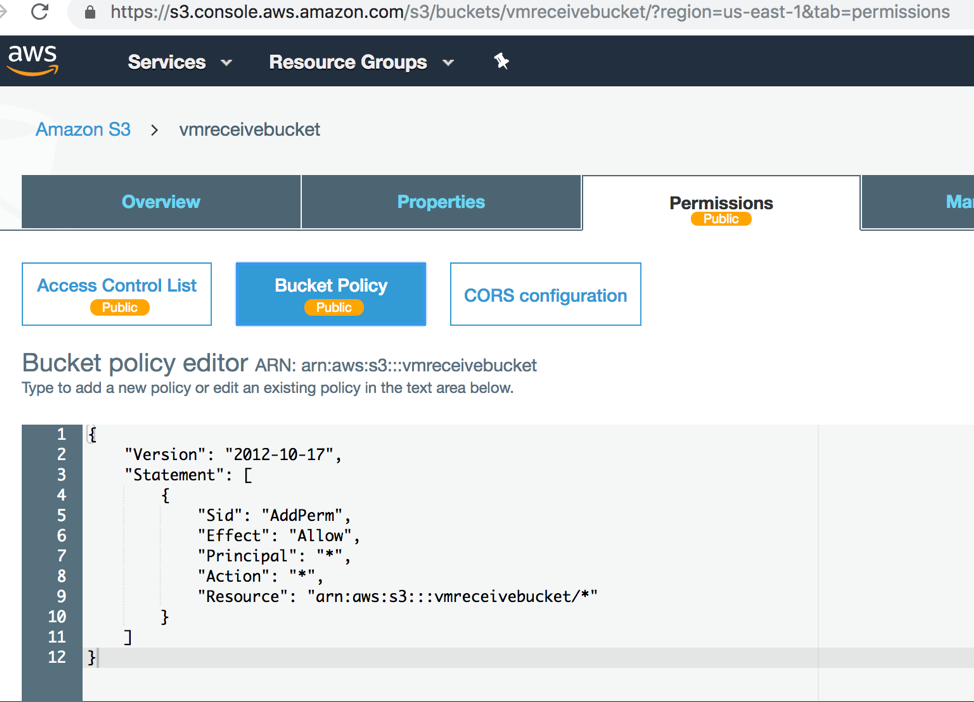 https://s3.console.aws.amazon.com/s3/buckets/vmreceivebucket/?region=us-east-1&tab=permissions
aws Services Resource Groups
Amazon S3 > vmreceivebucket
Overview Properties Permissions
Public
Access Control List Bucket Policy CORS configuration
Public Public
Bucket policy editor ARN: arn:aws:s3:::vmreceivebucket
Type to add a new policy or edit an existing policy in the text area below.
1 {
2 "Version": "2012-10-17",
3 "Statement": [
4 {
5 "Sid": "AddPerm",
6 "Effect": "Allow",
7 "Principal": "*",
8 "Action": "*",
9 "Resource": "arn:aws:s3:::vmreceivebucket/*"
10 }
11 ]
12 }